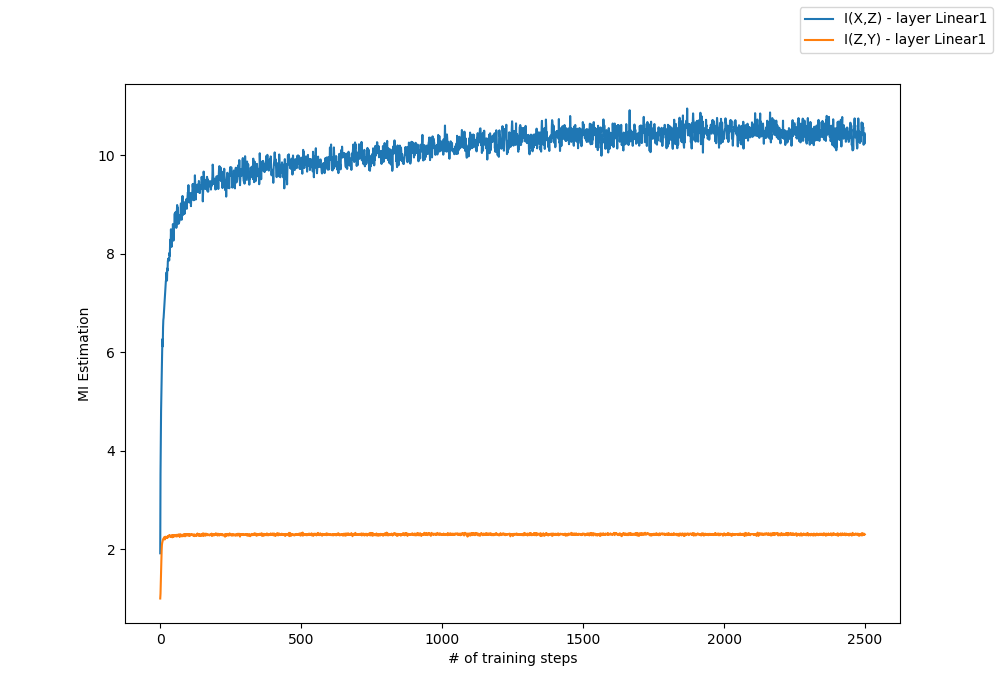 I(X,Z) - layer Linear1
I(Z,Y) - layer Linear1
10
8
6
4
2
MI Estimation
0
500
1000
1500
2000
2500
# of training steps